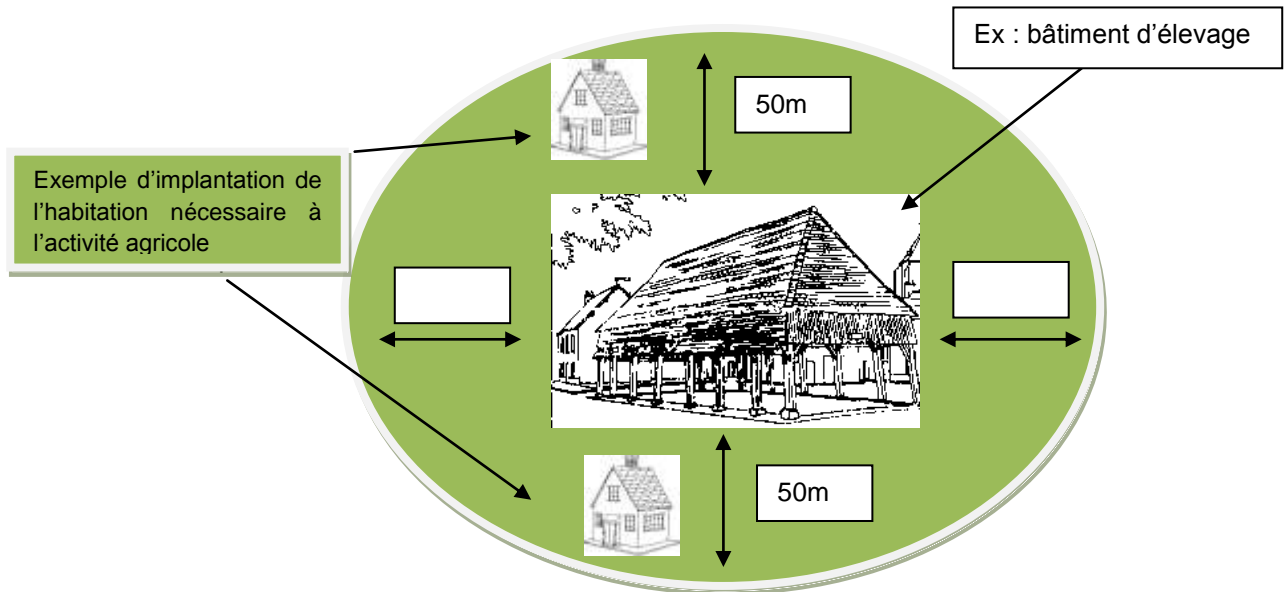 Ex : bâtiment d’élevage
50m
Exemple d’implantation de
l’habitation nécessaire à
l’activité agricole
50m